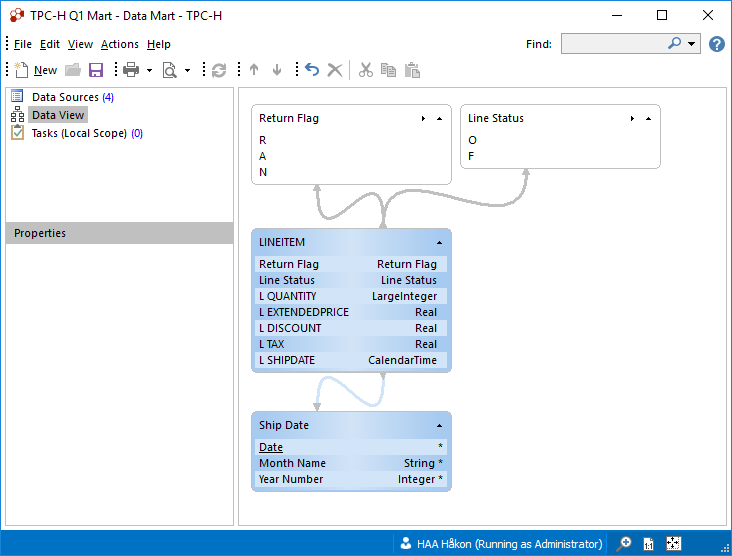 TPC-H Q1 Mart - Data Mart - TPC-H
File Edit View Actions Help Find:
New
Data Sources (4)
Data View
Tasks (Local Scope) (0)
Properties
Return Flag
R
A
N
Line Status
O
F
LINEITEM
Return Flag Return Flag
Line Status Line Status
L QUANTITY LargeInteger
L EXTENDEDPRICE Real
L DISCOUNT Real
L TAX Real
L SHIPDATE CalendarTime
Ship Date
Date *
Month Name String *
Year Number Integer *
HAA Håkon (Running as Administrator) 1:1